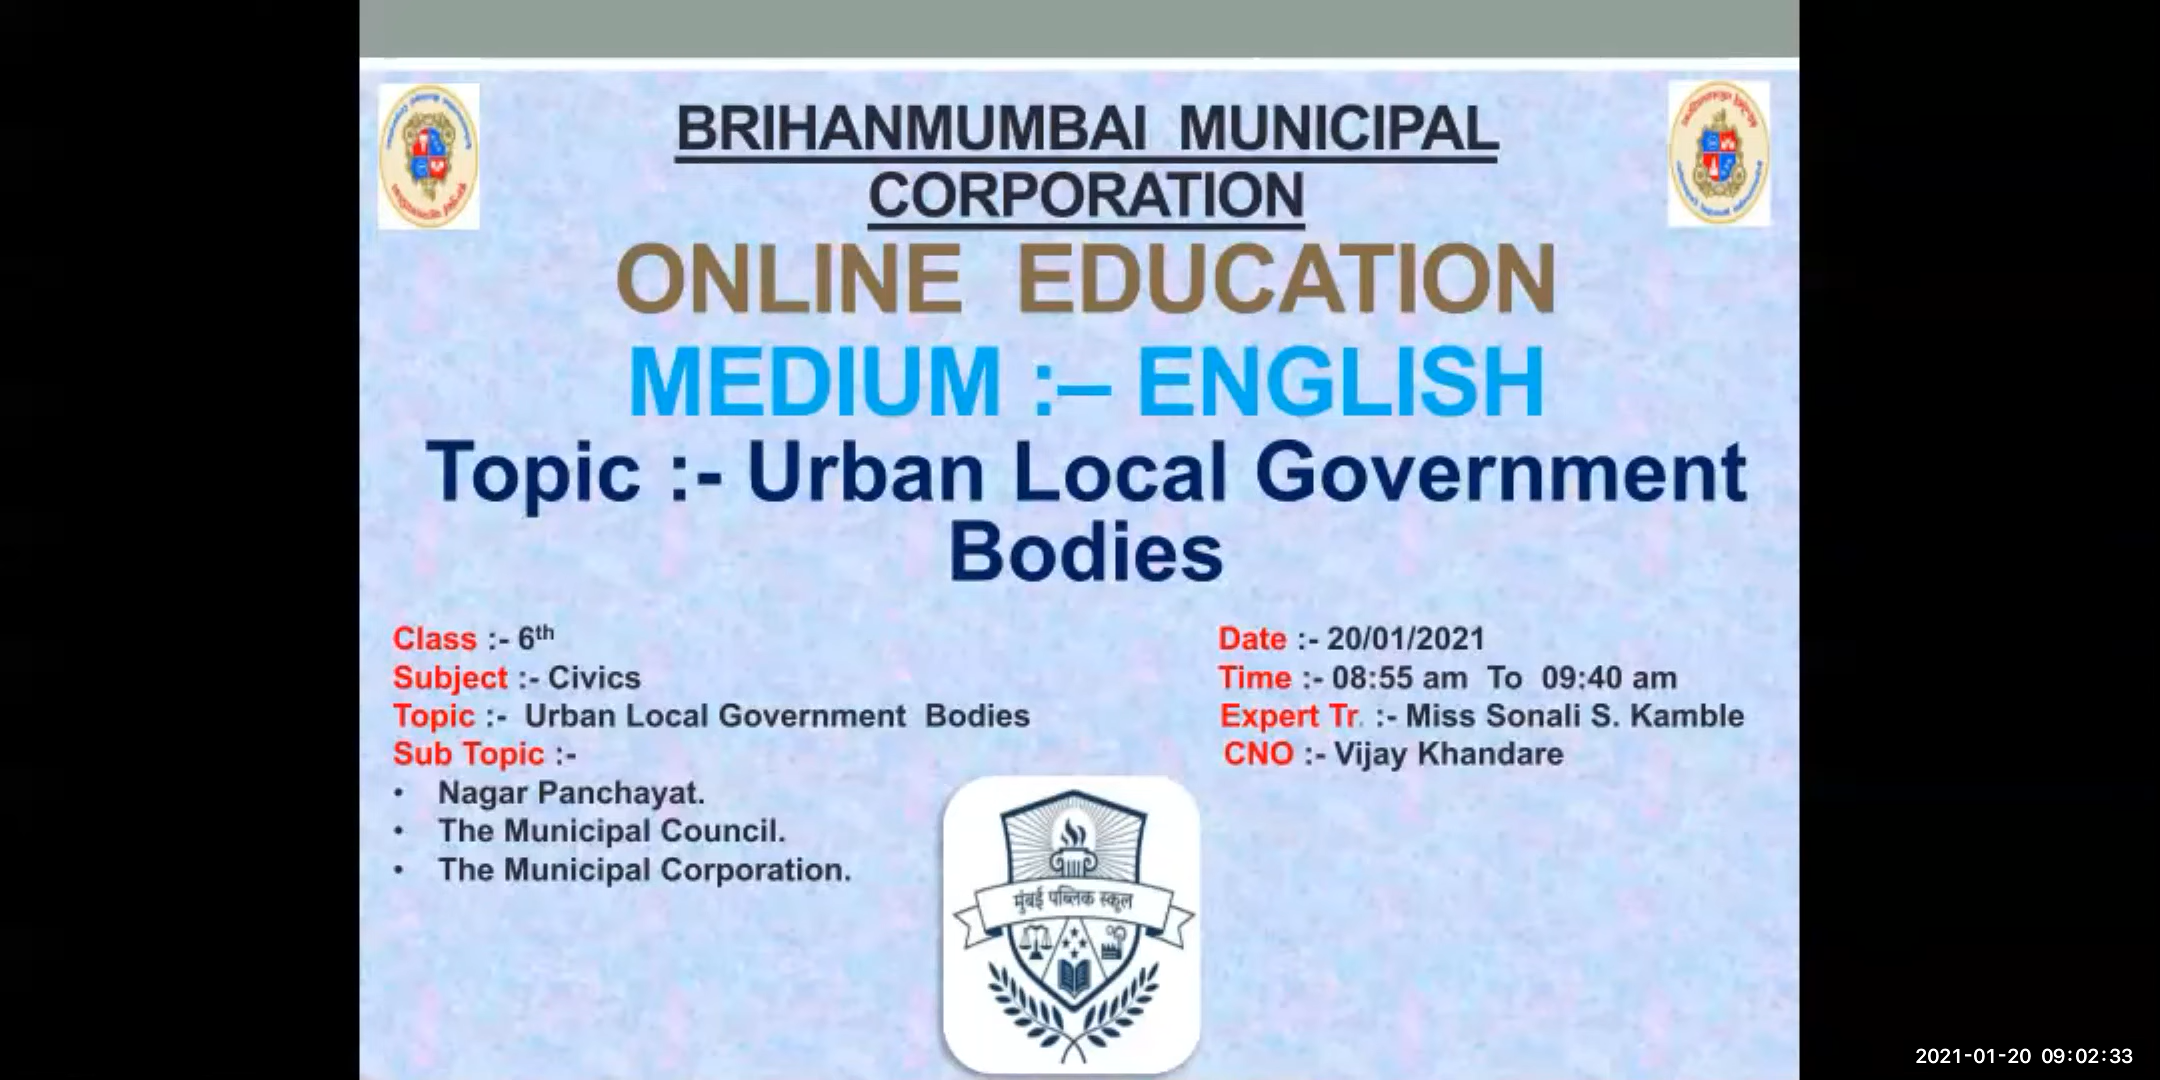 BRIHANMUMBAI MUNICIPAL
CORPORATION
ONLINE EDUCATION
MEDIUM :– ENGLISH
Topic :- Urban Local Government
Bodies
Class :- 6th
Subject :- Civics
Topic :- Urban Local Government Bodies
Sub Topic :-
• Nagar Panchayat.
• The Municipal Council.
• The Municipal Corporation.
Date :- 20/01/2021
Time :- 08:55 am To 09:40 am
Expert Tr. :- Miss Sonali S. Kamble
CNO :- Vijay Khandare
मुंबई पब्लिक स्कूल
2021-01-20 09:02:33